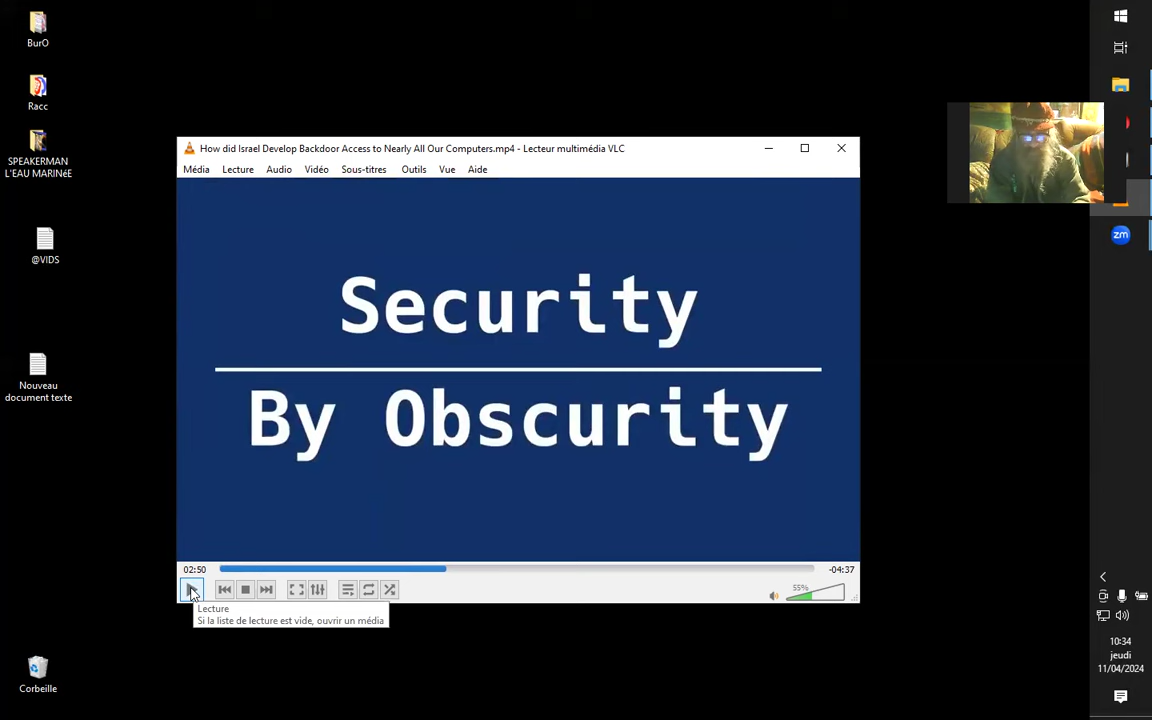 BurO
Racc
SPEAKERMAN
L'EAU MARINéE
@VIDS
Nouveau
document texte
Corbeille
How did Israel Develop Backdoor Access to Nearly All Our Computers.mp4 - Lecteur multimédia VLC
Média Lecture Audio Vidéo Sous-titres Outils Vue Aide
Security
By Obscurity
02:50
-04:37
55%
Lecture
Si la liste de lecture est vide, ouvrir un média
zm
10:34
jeudi
11/04/2024